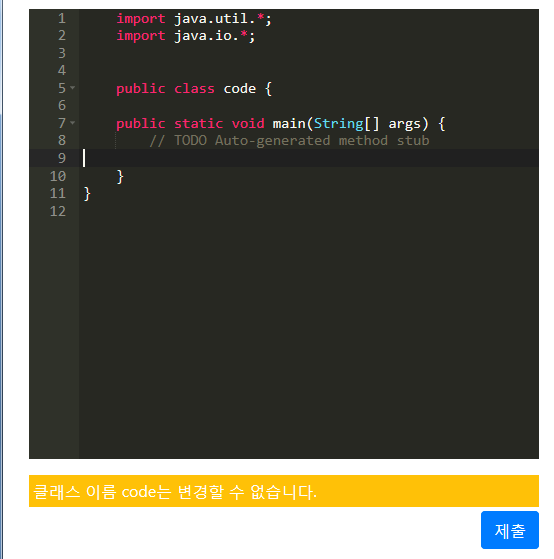 1 import java.util.*;
2 import java.io.*;
3
4
5 public class code {
6
7 public static void main(String[] args) {
8 // TODO Auto-generated method stub
9
10 }
11 }
12
클래스 이름 code는 변경할 수 없습니다.
제출